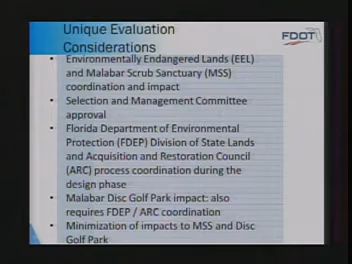 Unique Evaluation
Considerations
FDOT
• Environmentally Endangered Lands (EEL)
and Malabar Scrub Sanctuary (MSS)
coordination and impact
• Selection and Management Committee
approval
• Florida Department of Environmental
Protection (FDEP) Division of State Lands
and Acquisition and Restoration Council
(ARC) process coordination during the
design phase
• Malabar Disc Golf Park impact: also
requires FDEP / ARC coordination
• Minimization of impacts to MSS and Disc
Golf Park